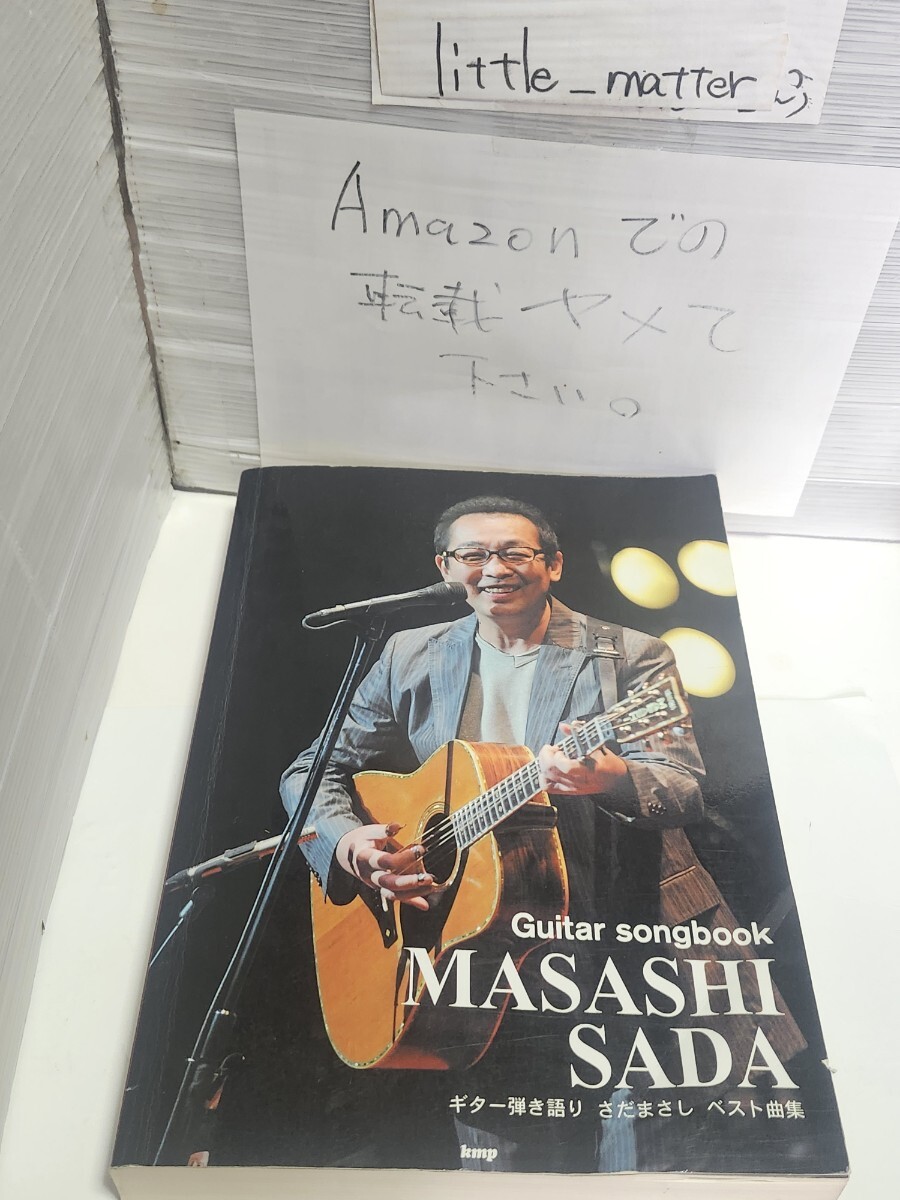 little_matter_
Amazonでの
転載ヤメて
下さい。
Guitar songbook
MASASHI
SADA
ギター弾き語り さだまさし ベスト曲集
kmp